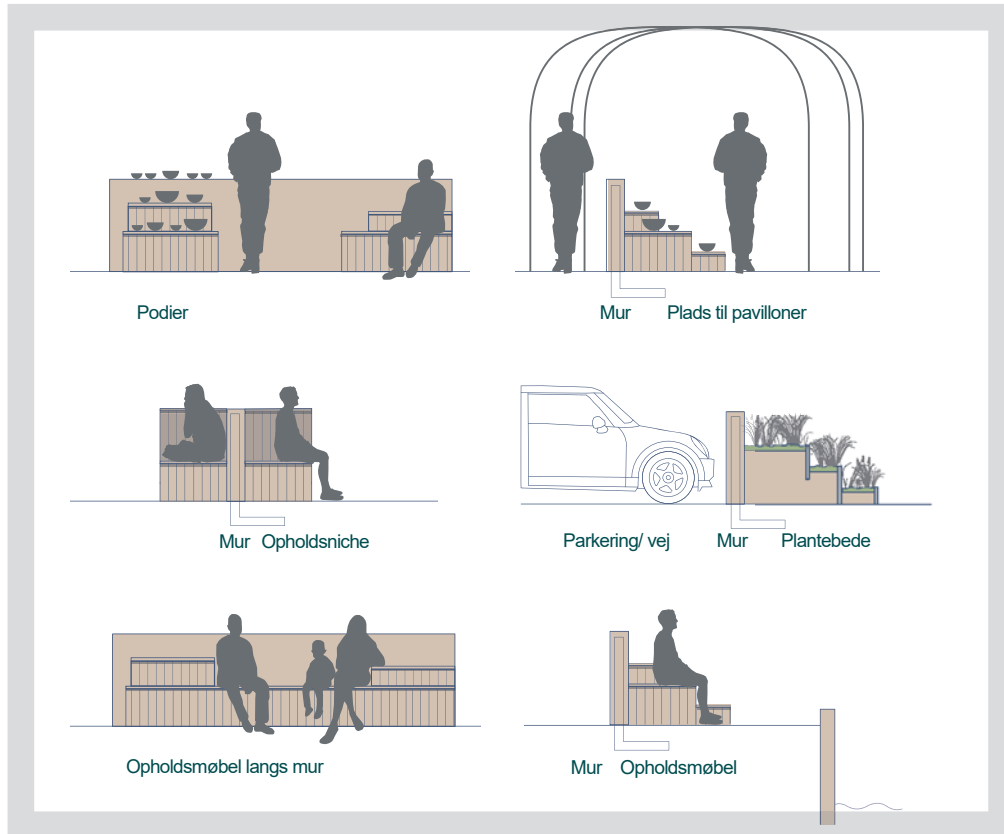 Podier
Mur Plads til pavilloner
Mur Opholdsniche
Parkering/ vej Mur Plantebede
Opholdsmøbel langs mur
Mur Opholdsmøbel